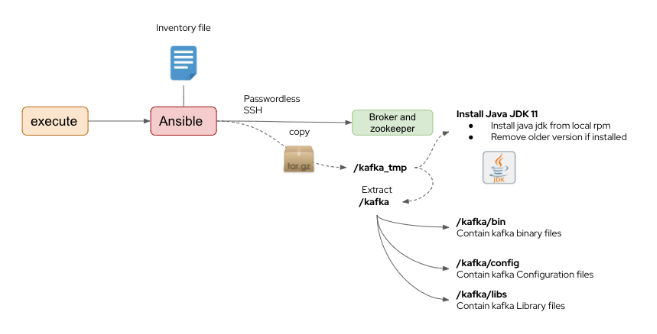 Inventory file
execute
Ansible
Passwordless
SSH
Broker and
zookeeper
copy
tar.gz
/kafka_tmp
Extract
/kafka
Install Java JDK 11
● Install java jdk from local rpm
● Remove older version if installed
JDK
/kafka/bin
Contain kafka binary files
/kafka/config
Contain kafka Configuration files
/kafka/libs
Contain kafka Library files